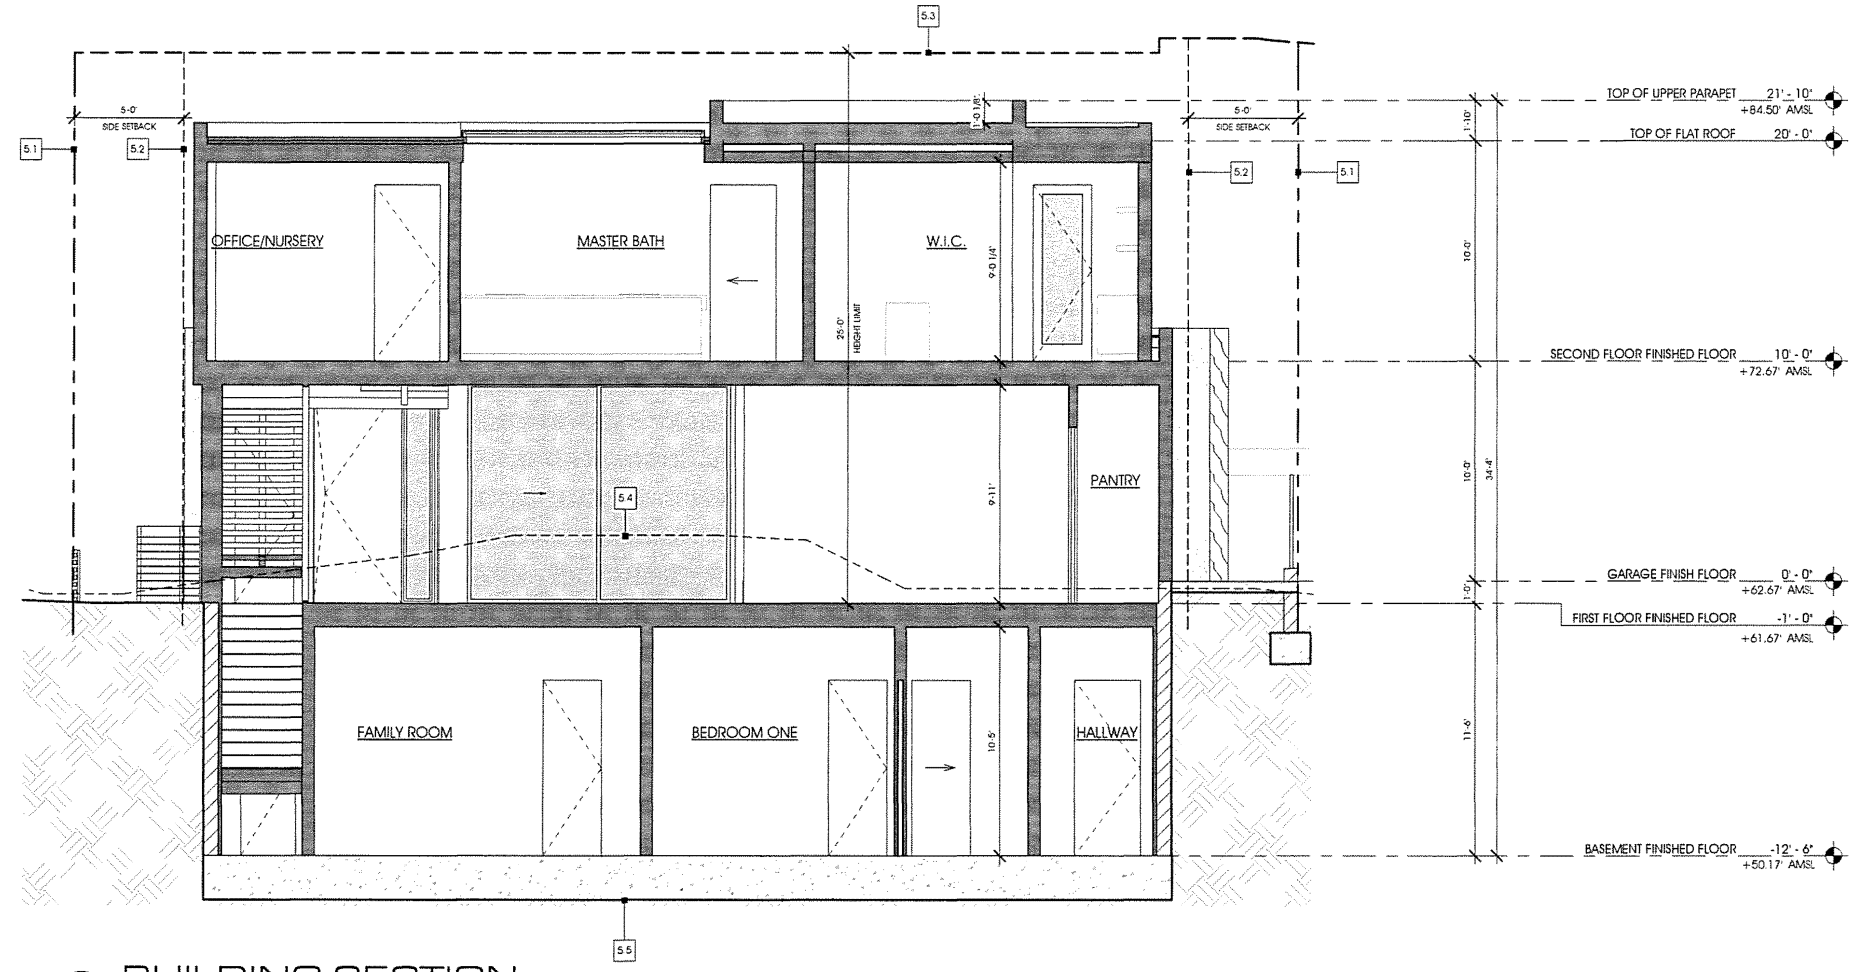 5.3
TOP OF UPPER PARAPET 21' - 10"
+84.50' AMSL
5'-0"
SIDE SETBACK
1'-0 1/8"
5'-0"
SIDE SETBACK
1'-10"
TOP OF FLAT ROOF 20' - 0"
5.1
5.2
5.2
5.1
OFFICE/NURSERY
MASTER BATH
W.I.C.
9'-0 1/4"
10'-0"
25'-0"
HEIGHT LIMIT
SECOND FLOOR FINISHED FLOOR 10' - 0"
+72.67' AMSL
PANTRY
5.4
9'-11"
10'-0"
34'-4"
GARAGE FINISH FLOOR 0' - 0"
+62.67' AMSL
1'-0"
FIRST FLOOR FINISHED FLOOR -1' - 0"
+61.67' AMSL
FAMILY ROOM
BEDROOM ONE
HALLWAY
10'-5"
11'-6"
BASEMENT FINISHED FLOOR -12' - 6"
+50.17' AMSL
5.5
BUILDING SECTION